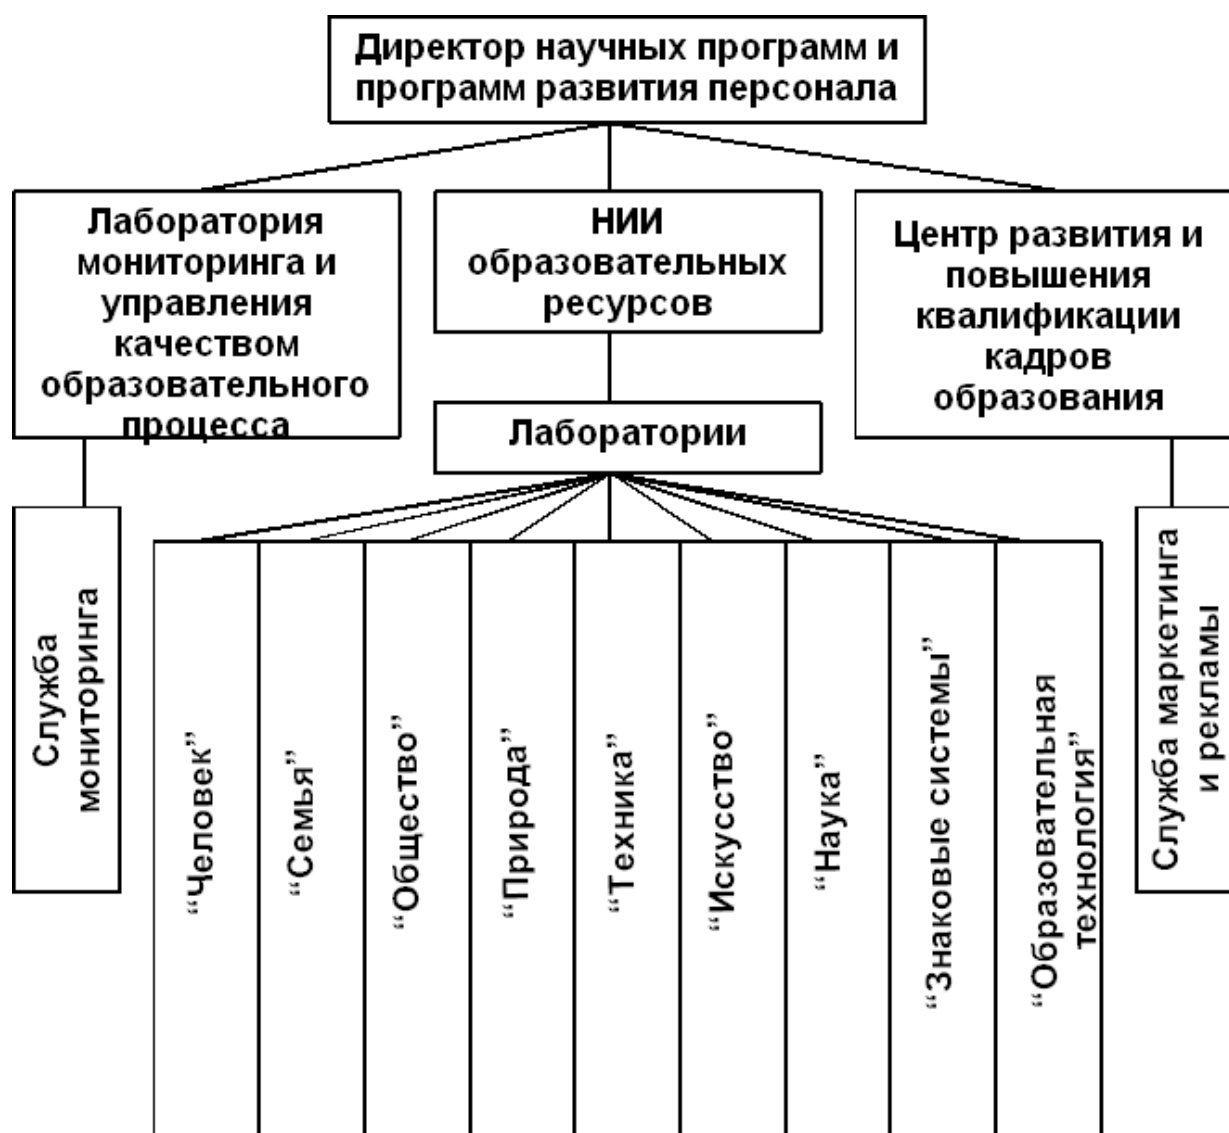 Директор научных программ и
программ развития персонала
Лаборатория
мониторинга и
управления
качеством
образовательного
процесса
НИИ
образовательных
ресурсов
Центр развития и
повышения
квалификации
кадров
образования
Лаборатории
Служба
мониторинга
“Человек”
“Семья”
“Общество”
“Природа”
“Техника”
“Искусство”
“Наука”
“Знаковые системы”
“Образовательная
технология”
Служба маркетинга
и рекламы